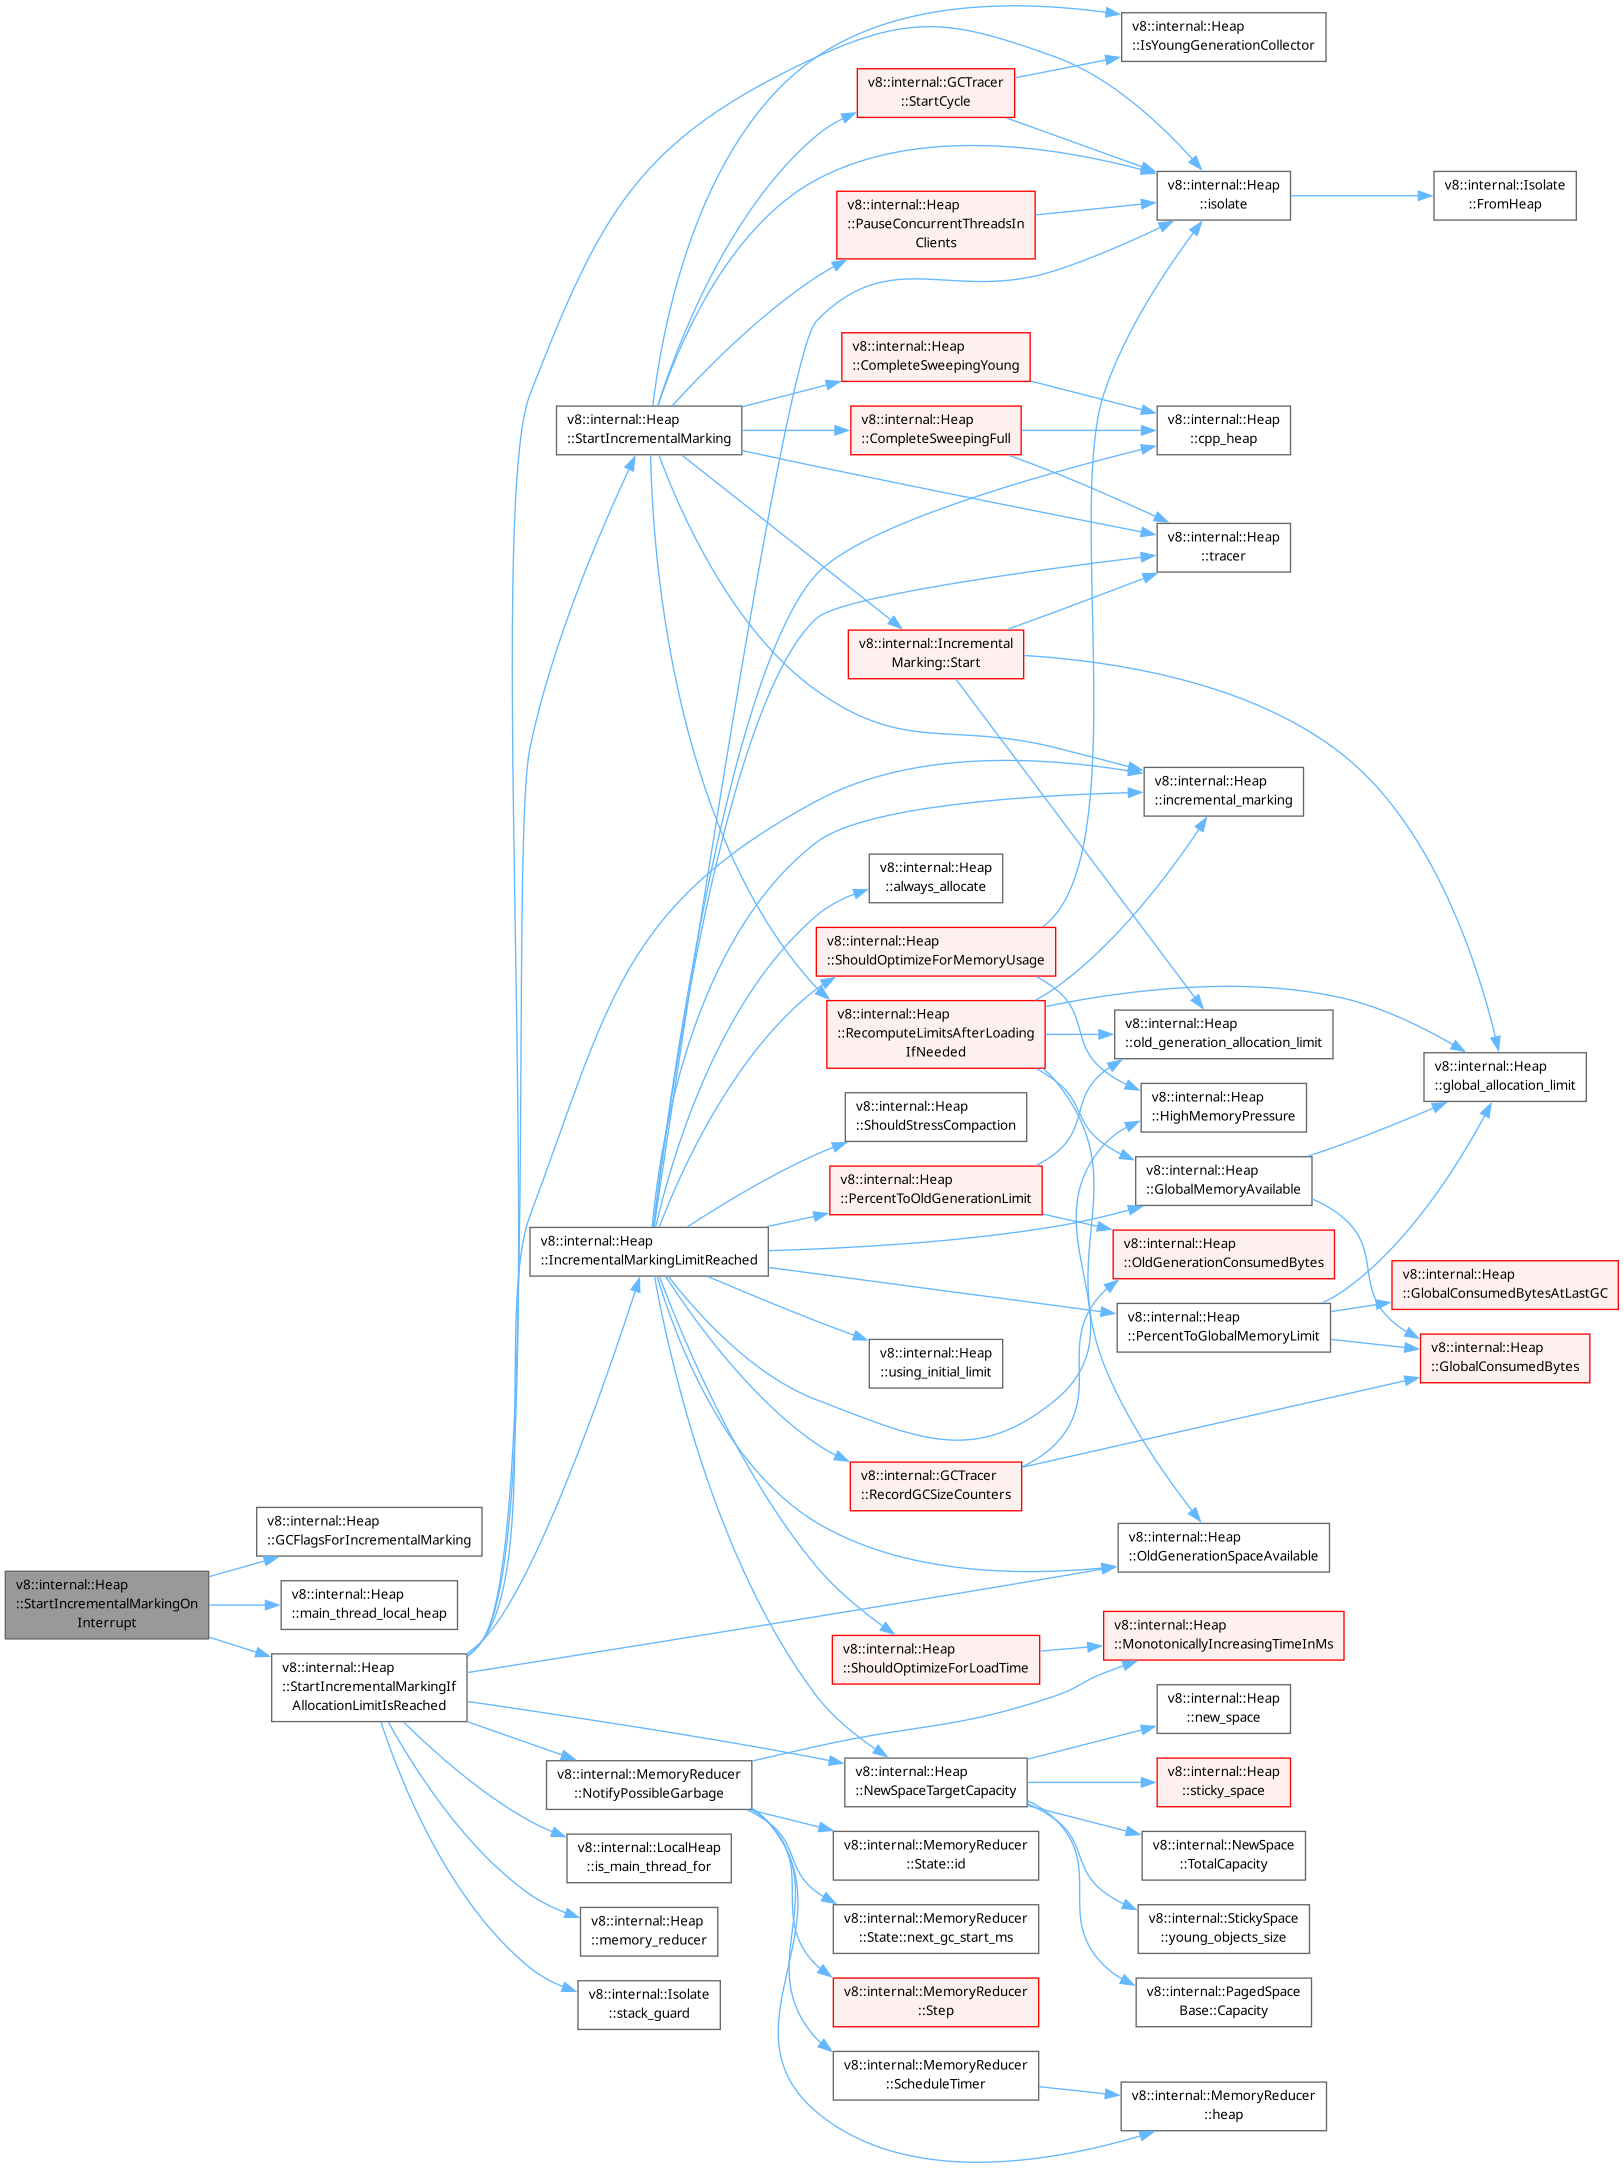 v8::internal::Heap
::IsYoungGenerationCollector
v8::internal::GCTracer
::StartCycle
v8::internal::Heap
::isolate
v8::internal::Isolate
::FromHeap
v8::internal::Heap
::PauseConcurrentThreadsIn
Clients
v8::internal::Heap
::CompleteSweepingYoung
v8::internal::Heap
::StartIncrementalMarking
v8::internal::Heap
::CompleteSweepingFull
v8::internal::Heap
::cpp_heap
v8::internal::Heap
::tracer
v8::internal::Incremental
Marking::Start
v8::internal::Heap
::incremental_marking
v8::internal::Heap
::always_allocate
v8::internal::Heap
::ShouldOptimizeForMemoryUsage
v8::internal::Heap
::RecomputeLimitsAfterLoading
IfNeeded
v8::internal::Heap
::old_generation_allocation_limit
v8::internal::Heap
::global_allocation_limit
v8::internal::Heap
::HighMemoryPressure
v8::internal::Heap
::ShouldStressCompaction
v8::internal::Heap
::GlobalMemoryAvailable
v8::internal::Heap
::PercentToOldGenerationLimit
v8::internal::Heap
::IncrementalMarkingLimitReached
v8::internal::Heap
::OldGenerationConsumedBytes
v8::internal::Heap
::GlobalConsumedBytesAtLastGC
v8::internal::Heap
::PercentToGlobalMemoryLimit
v8::internal::Heap
::GlobalConsumedBytes
v8::internal::Heap
::using_initial_limit
v8::internal::GCTracer
::RecordGCSizeCounters
v8::internal::Heap
::GCFlagsForIncrementalMarking
v8::internal::Heap
::OldGenerationSpaceAvailable
v8::internal::Heap
::StartIncrementalMarkingOn
Interrupt
v8::internal::Heap
::main_thread_local_heap
v8::internal::Heap
::MonotonicallyIncreasingTimeInMs
v8::internal::Heap
::ShouldOptimizeForLoadTime
v8::internal::Heap
::StartIncrementalMarkingIf
AllocationLimitIsReached
v8::internal::Heap
::new_space
v8::internal::MemoryReducer
::NotifyPossibleGarbage
v8::internal::Heap
::NewSpaceTargetCapacity
v8::internal::Heap
::sticky_space
v8::internal::LocalHeap
::is_main_thread_for
v8::internal::MemoryReducer
::State::id
v8::internal::NewSpace
::TotalCapacity
v8::internal::Heap
::memory_reducer
v8::internal::MemoryReducer
::State::next_gc_start_ms
v8::internal::StickySpace
::young_objects_size
v8::internal::Isolate
::stack_guard
v8::internal::MemoryReducer
::Step
v8::internal::PagedSpace
Base::Capacity
v8::internal::MemoryReducer
::ScheduleTimer
v8::internal::MemoryReducer
::heap